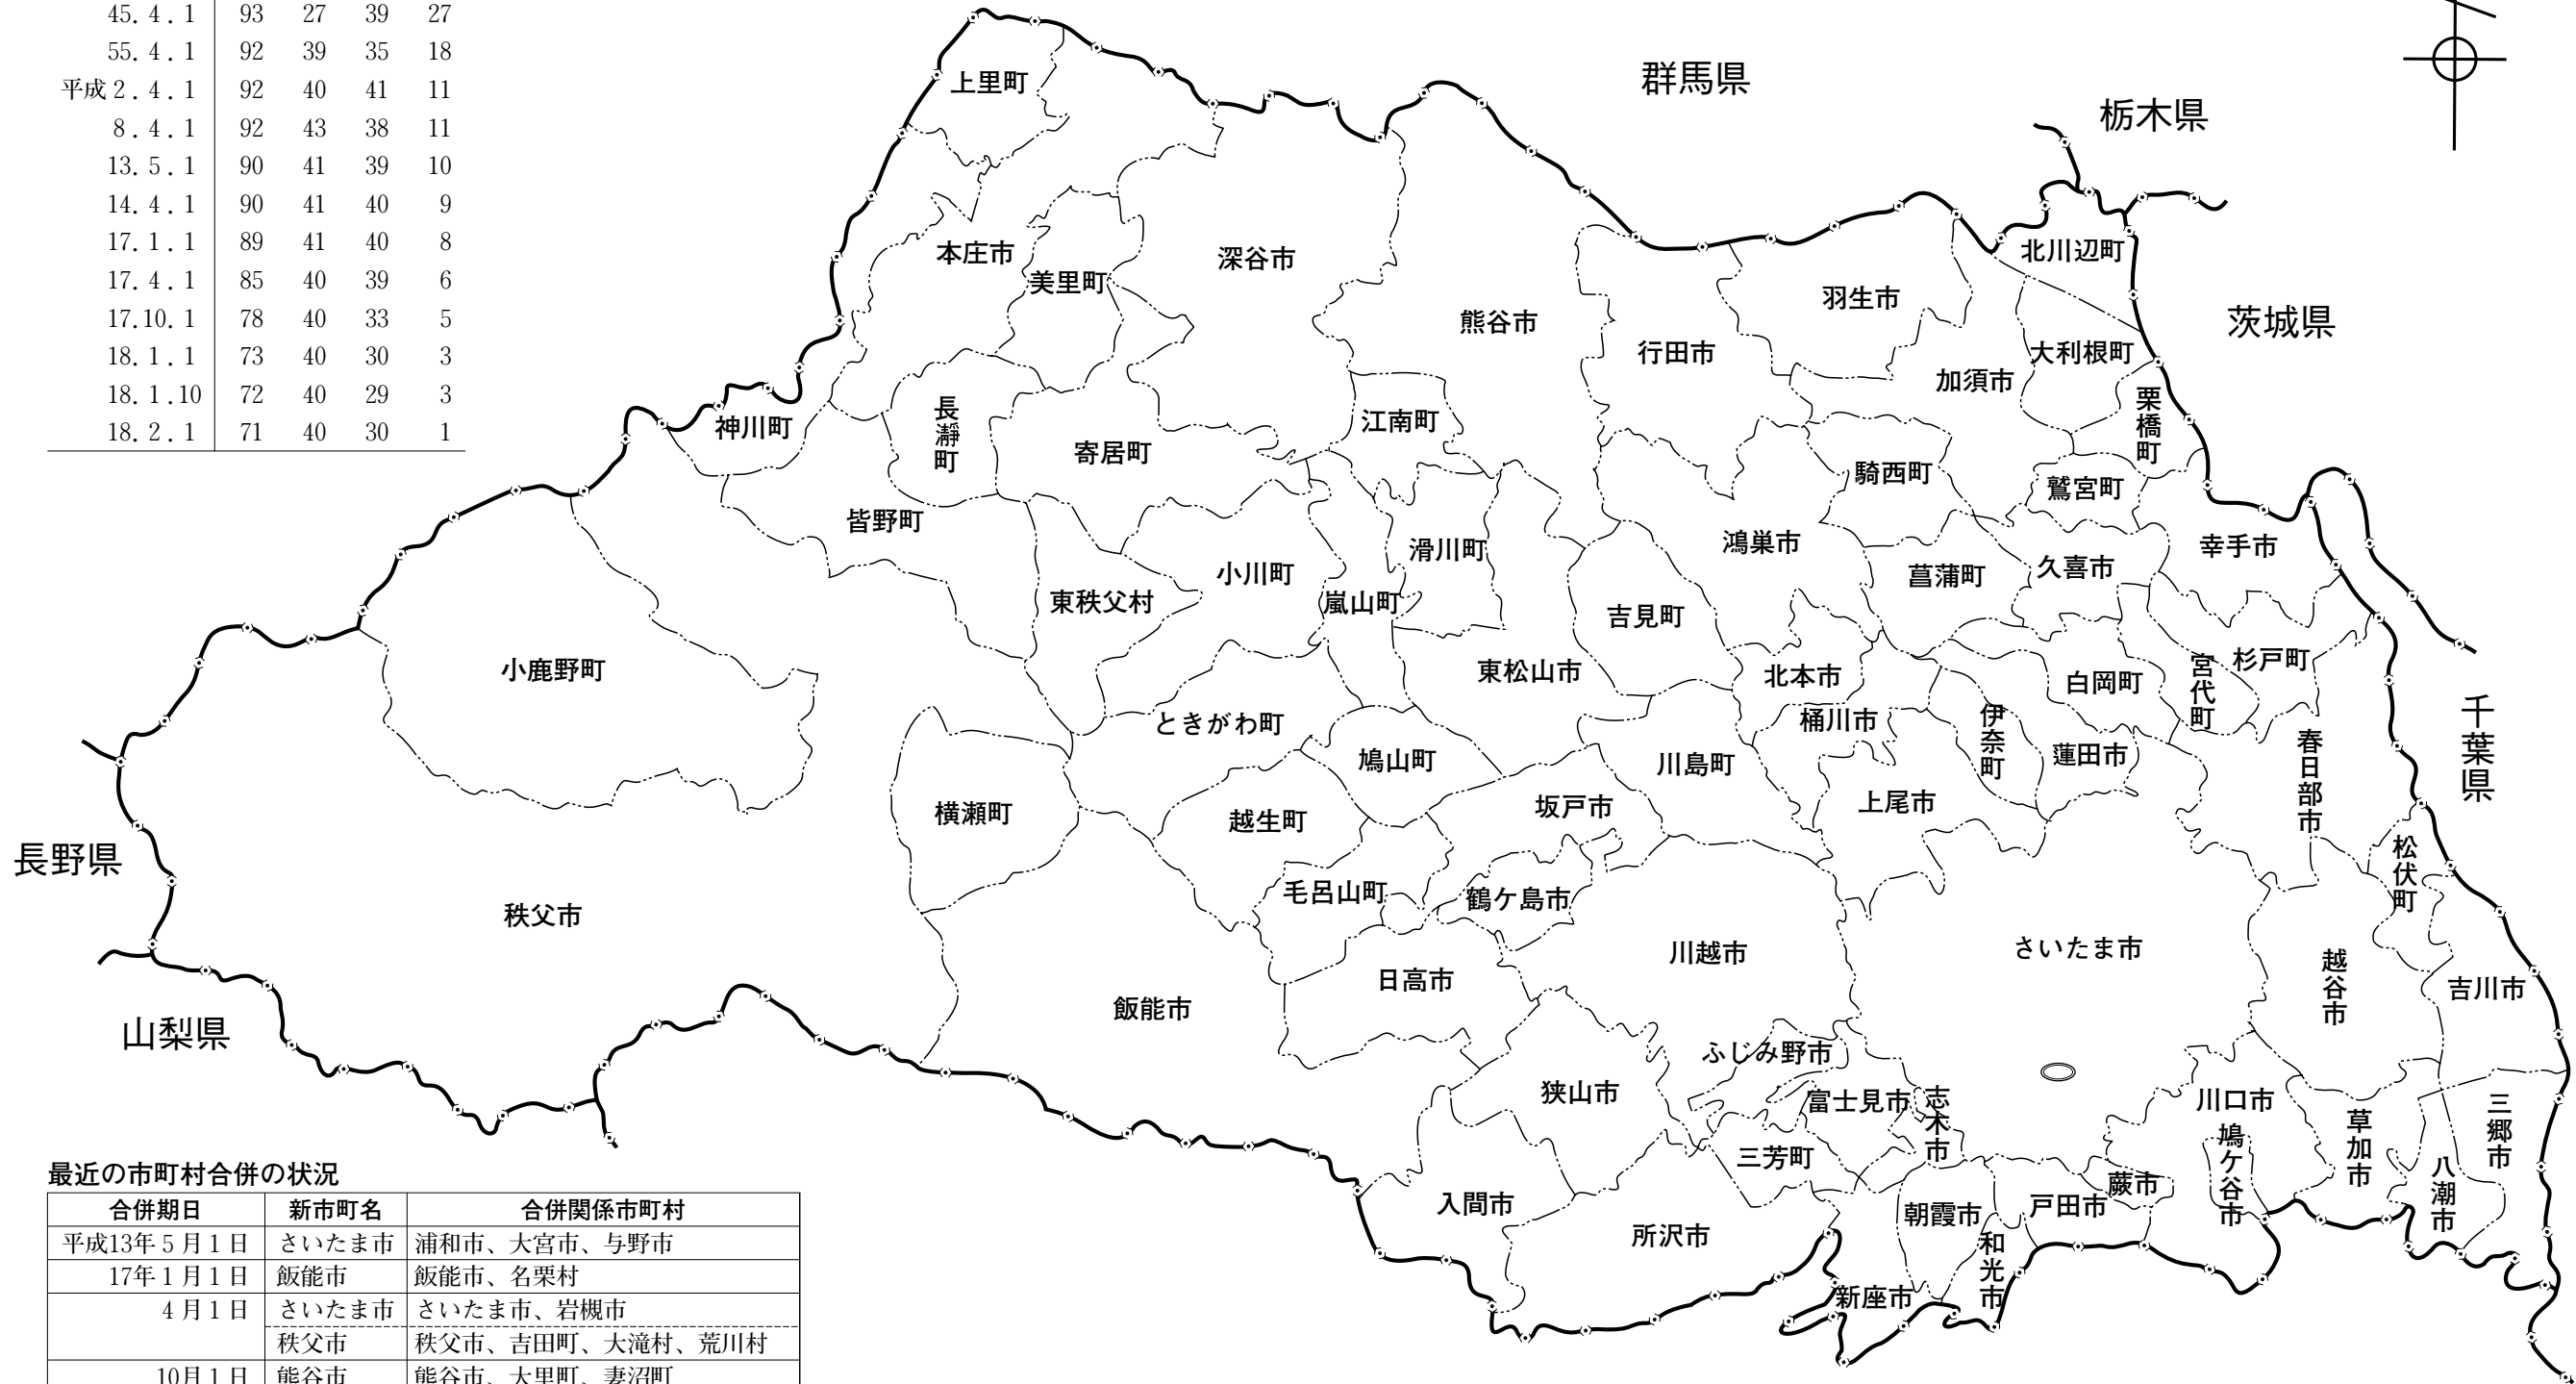 45. 4 . 1 93 27 39 27
55. 4 . 1 92 39 35 18
平成 2 . 4 . 1 92 40 41 11
8 . 4 . 1 92 43 38 11
13. 5 . 1 90 41 39 10
14. 4 . 1 90 41 40 9
17. 1 . 1 89 41 40 8
17. 4 . 1 85 40 39 6
17. 10. 1 78 40 33 5
18. 1 . 1 73 40 30 3
18. 1 . 10 72 40 29 3
18. 2 . 1 71 40 30 1
群馬県
栃木県
茨城県
千葉県
長野県
山梨県
上里町
本庄市
美里町
深谷市
熊谷市
行田市
羽生市
北川辺町
加須市
大利根町
栗橋町
神川町
長瀞町
寄居町
江南町
騎西町
鷲宮町
皆野町
東秩父村
小川町
嵐山町
滑川町
吉見町
鴻巣市
菖蒲町
久喜市
幸手市
小鹿野町
東松山市
北本市
白岡町
宮代町
杉戸町
ときがわ町
鳩山町
川島町
桶川市
伊奈町
蓮田市
春日部市
横瀬町
越生町
坂戸市
上尾市
松伏町
秩父市
毛呂山町
鶴ケ島市
川越市
さいたま市
越谷市
吉川市
飯能市
日高市
狭山市
ふじみ野市
富士見市
志木市
川口市
鳩ケ谷市
草加市
三郷市
八潮市
三芳町
入間市
所沢市
朝霞市
戸田市
蕨市
和光市
新座市
最近の市町村合併の状況
合併期日 新市町名 合併関係市町村
平成13年 5 月 1 日 さいたま市 浦和市、大宮市、与野市
17年 1 月 1 日 飯能市 飯能市、名栗村
4 月 1 日 さいたま市 さいたま市、岩槻市
秩父市 秩父市、吉田町、大滝村、荒川村
10月 1 日 熊谷市 熊谷市、大里町、妻沼町